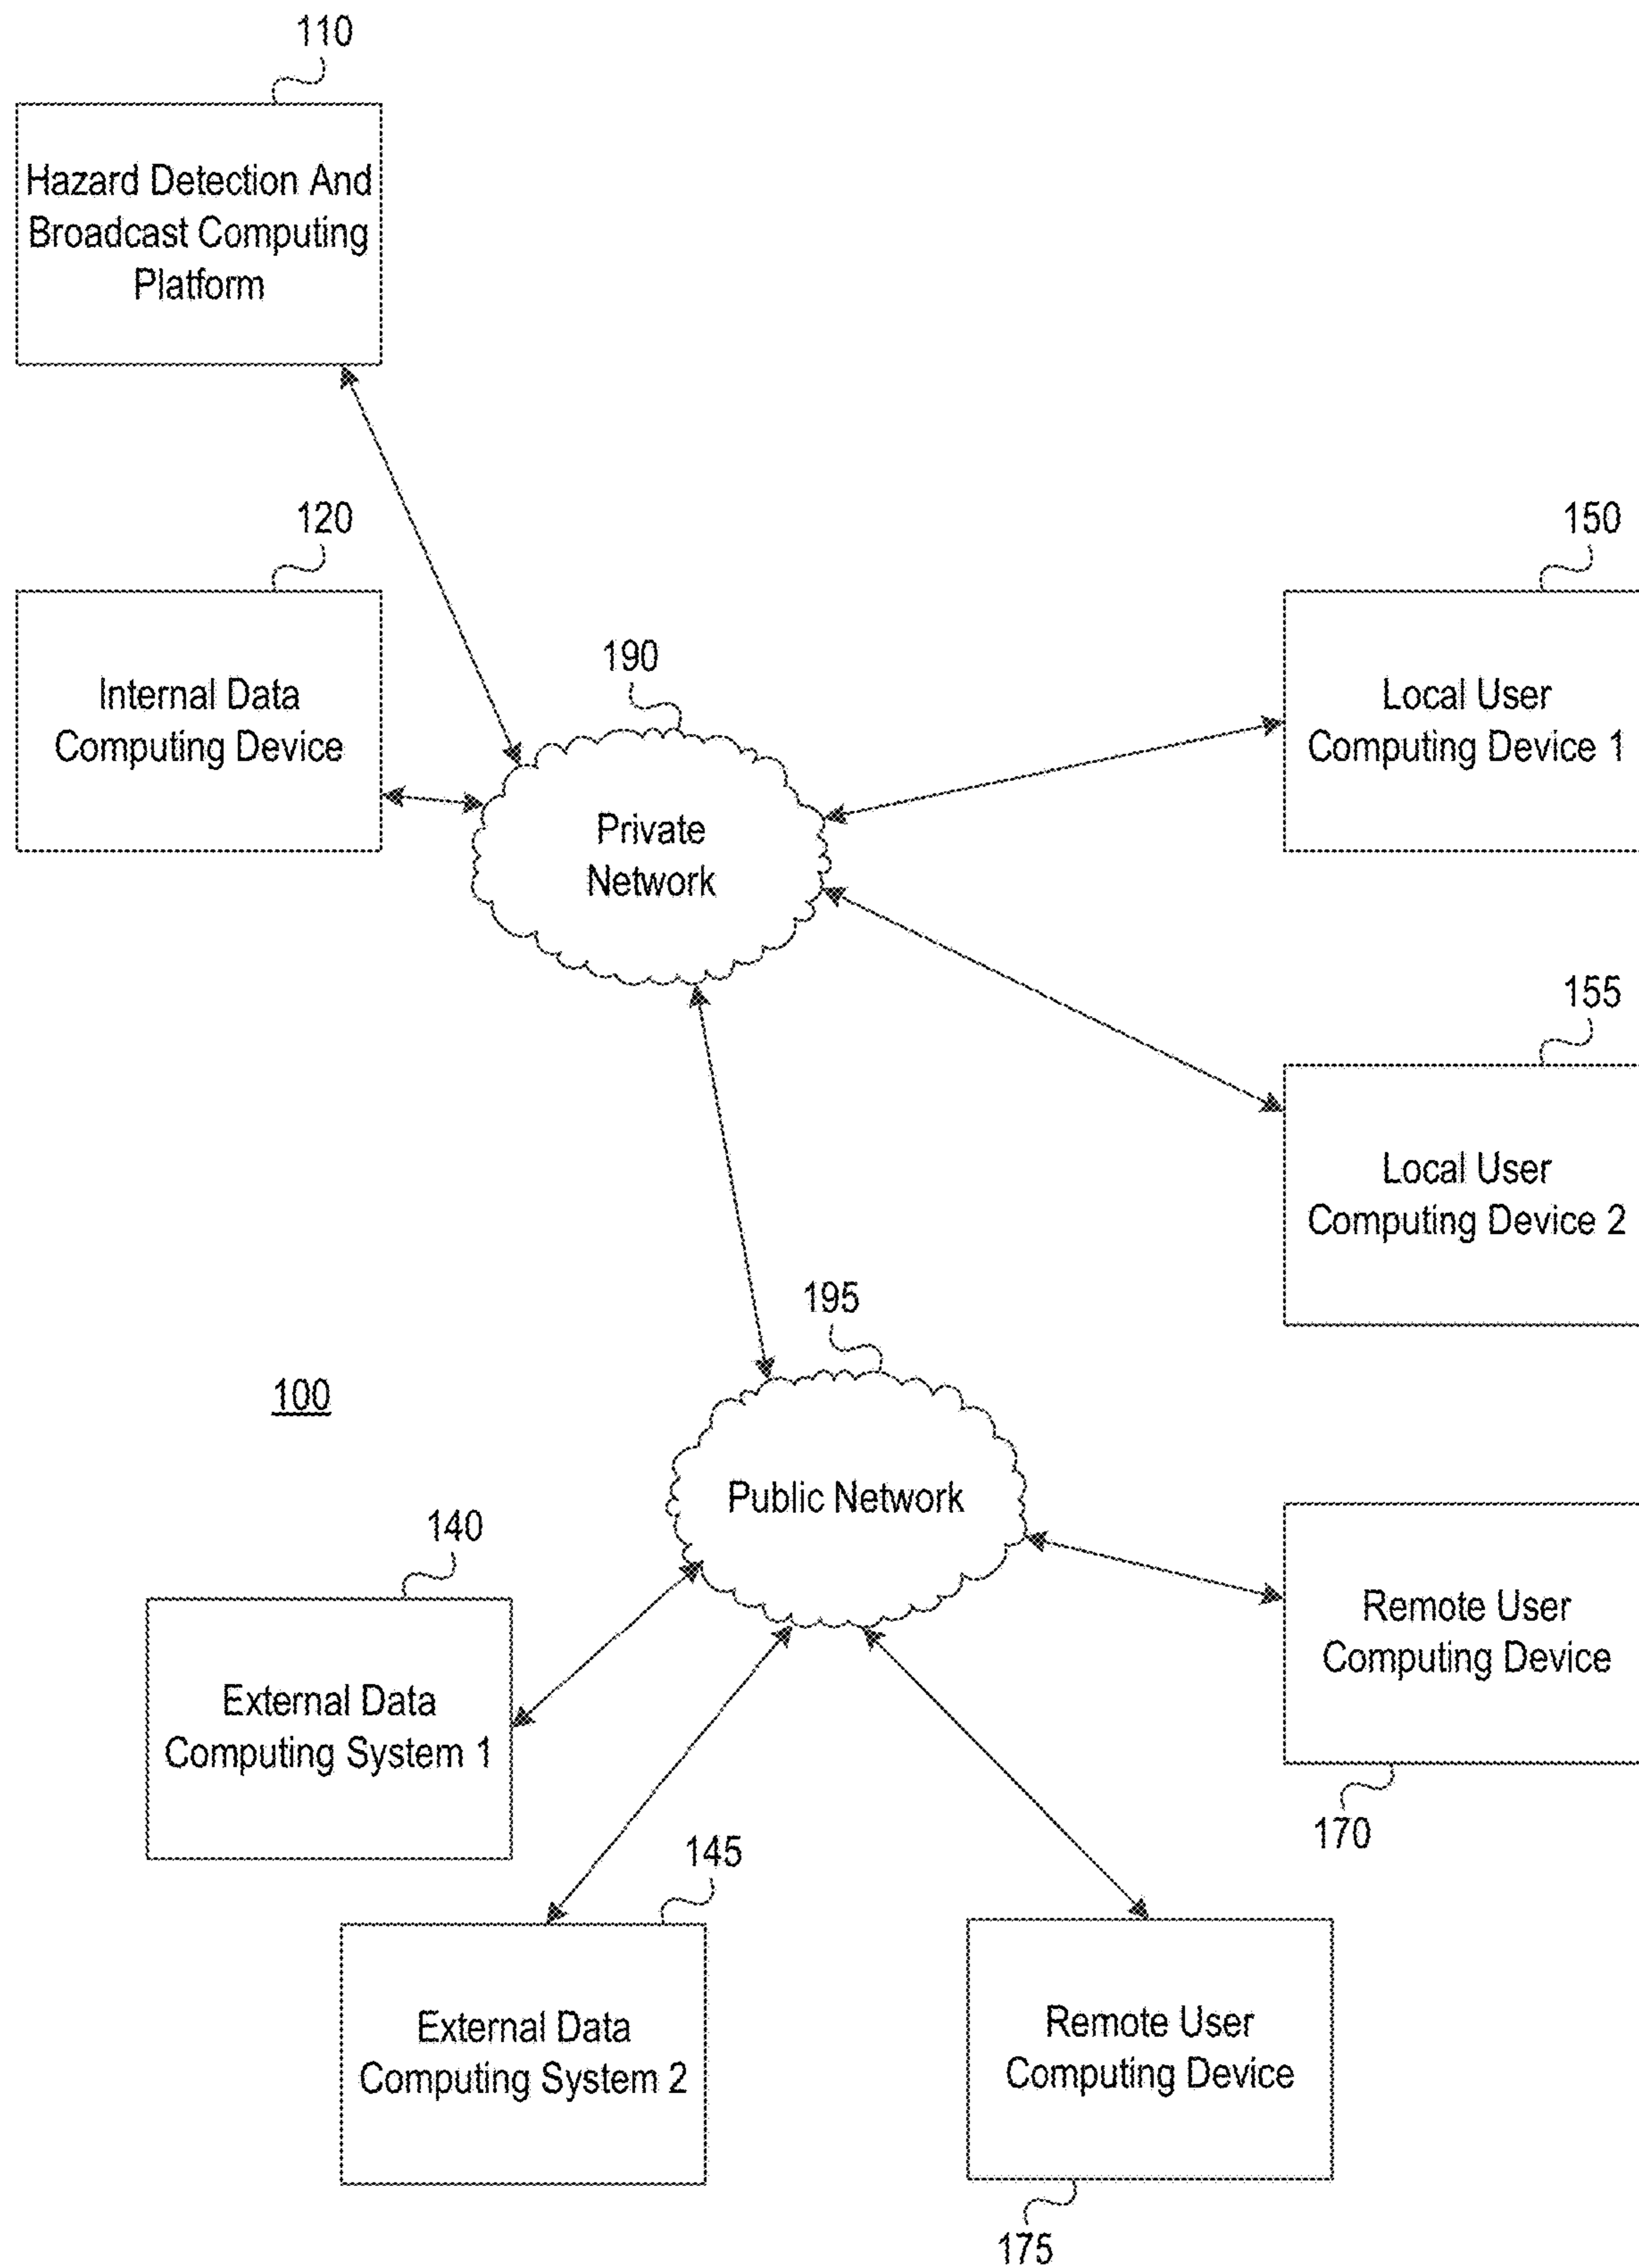 110
Hazard Detection And
Broadcast Computing
Platform
120
Internal Data
Computing Device
190
Private
Network
150
Local User
Computing Device 1
155
Local User
Computing Device 2
195
Public Network
100
140
External Data
Computing System 1
145
External Data
Computing System 2
Remote User
Computing Device
170
Remote User
Computing Device
175